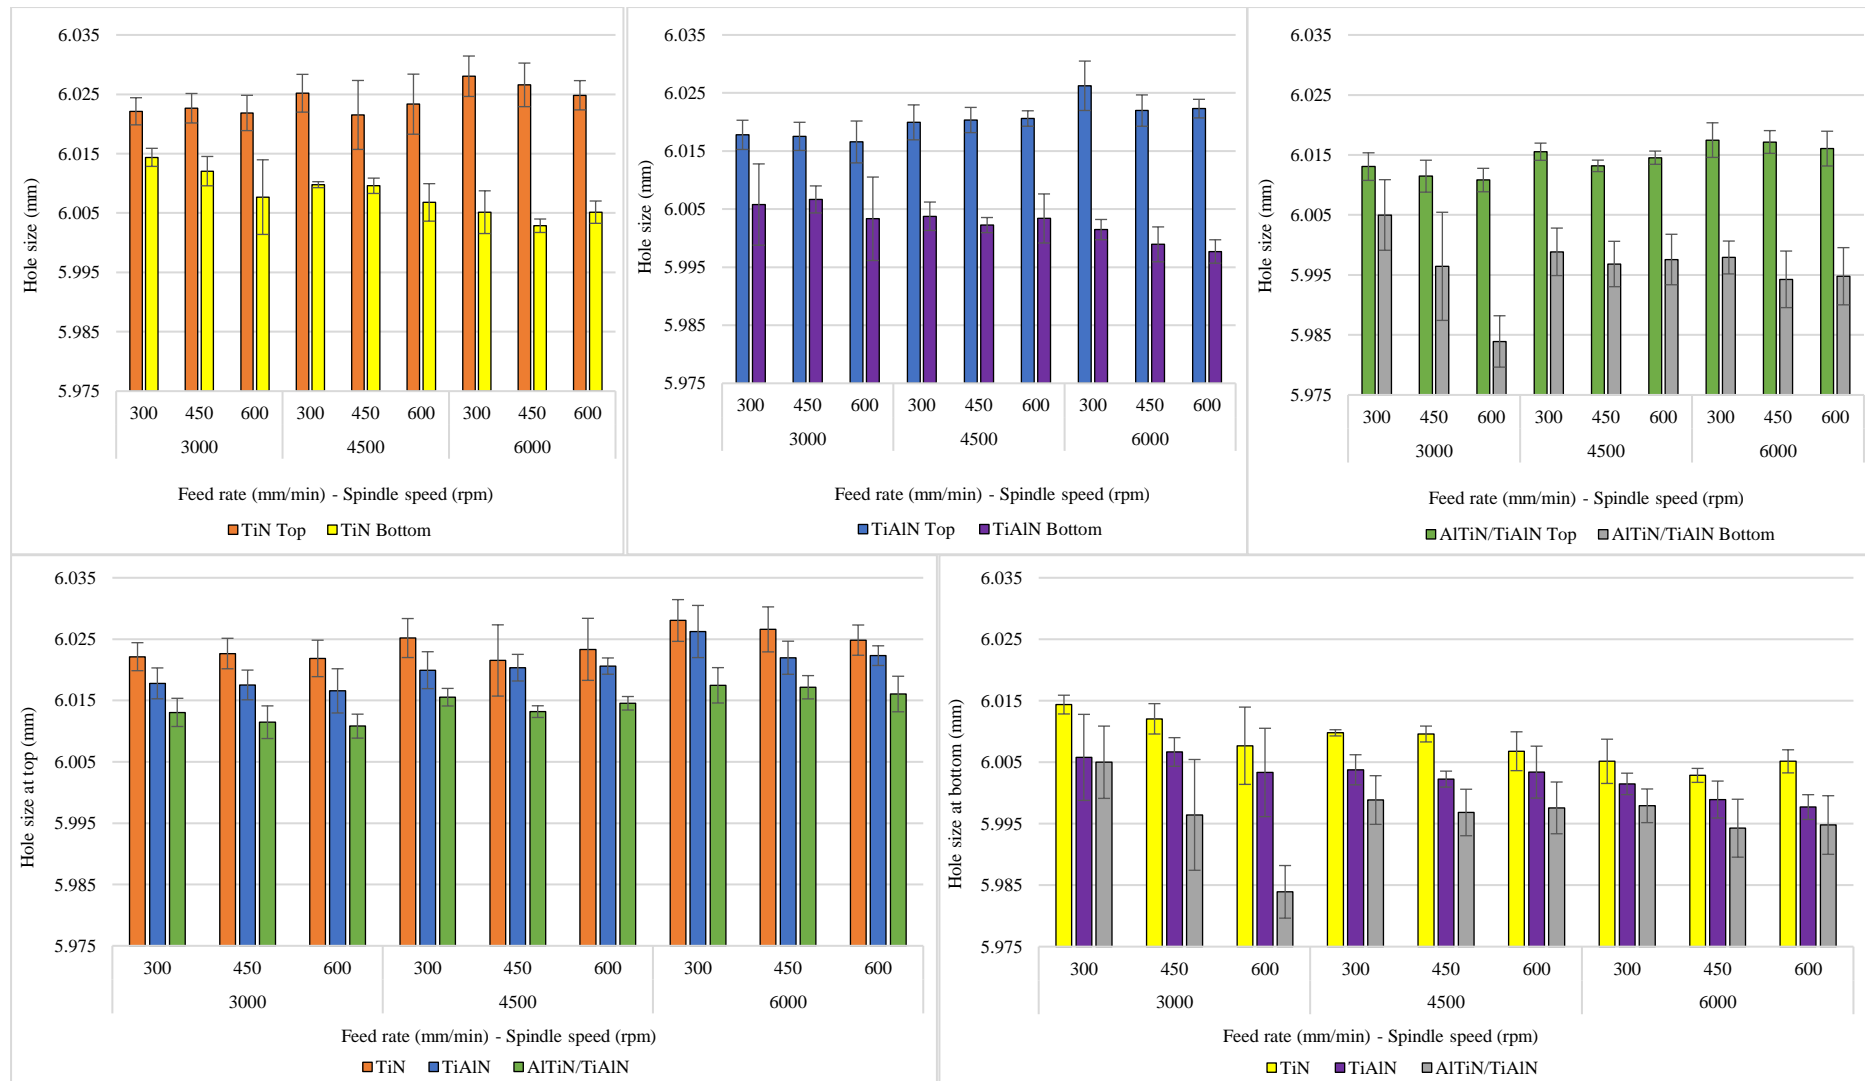 Hole size (mm)
6.035
6.025
6.015
6.005
5.995
5.985
5.975
300 450 600 300 450 600 300 450 600
3000 4500 6000
Feed rate (mm/min) - Spindle speed (rpm)
TiN Top TiN Bottom
Hole size (mm)
6.035
6.025
6.015
6.005
5.995
5.985
5.975
300 450 600 300 450 600 300 450 600
3000 4500 6000
Feed rate (mm/min) - Spindle speed (rpm)
TiAlN Top TiAlN Bottom
Hole size (mm)
6.035
6.025
6.015
6.005
5.995
5.985
5.975
300 450 600 300 450 600 300 450 600
3000 4500 6000
Feed rate (mm/min) - Spindle speed (rpm)
AlTiN/TiAlN Top AlTiN/TiAlN Bottom
Hole size at top (mm)
6.035
6.025
6.015
6.005
5.995
5.985
5.975
300 450 600 300 450 600 300 450 600
3000 4500 6000
Feed rate (mm/min) - Spindle speed (rpm)
TiN TiAlN AlTiN/TiAlN
Hole size at bottom (mm)
6.035
6.025
6.015
6.005
5.995
5.985
5.975
300 450 600 300 450 600 300 450 600
3000 4500 6000
Feed rate (mm/min) - Spindle speed (rpm)
TiN TiAlN AlTiN/TiAlN